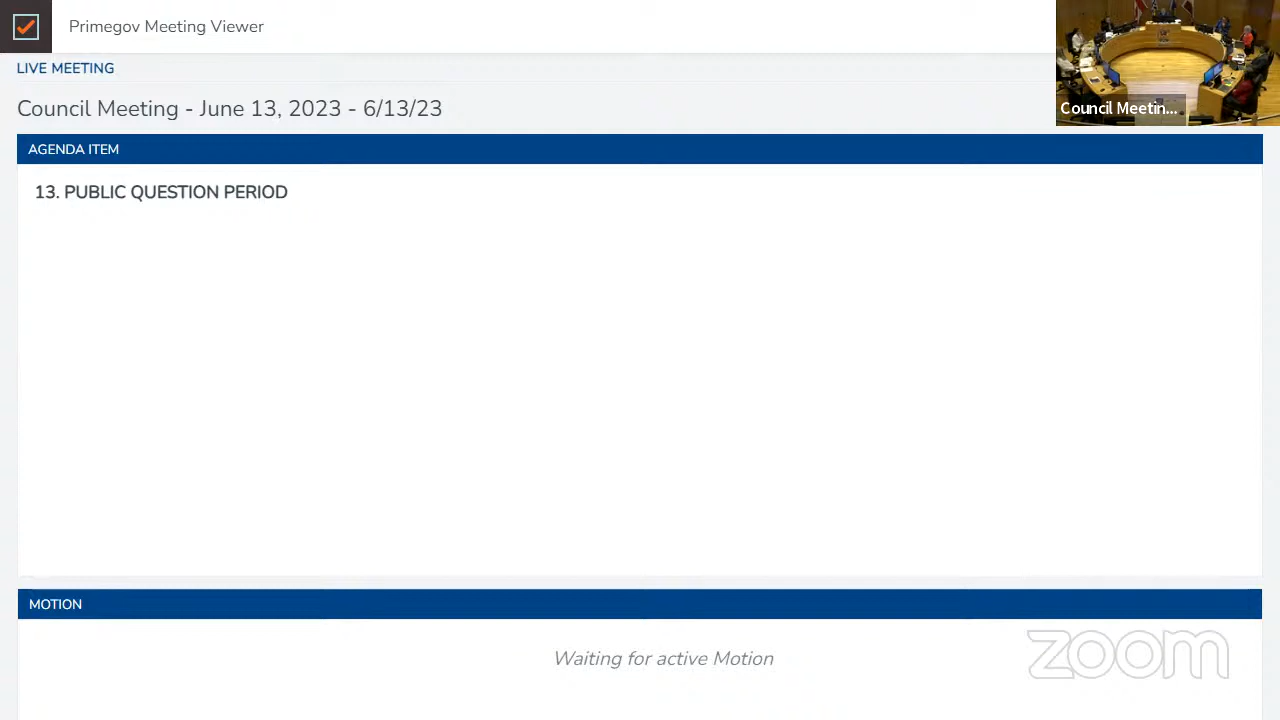 Primegov Meeting Viewer
LIVE MEETING
Council Meeting - June 13, 2023 - 6/13/23
Council Meetin...
AGENDA ITEM
13. PUBLIC QUESTION PERIOD
MOTION
Waiting for active Motion
zoom